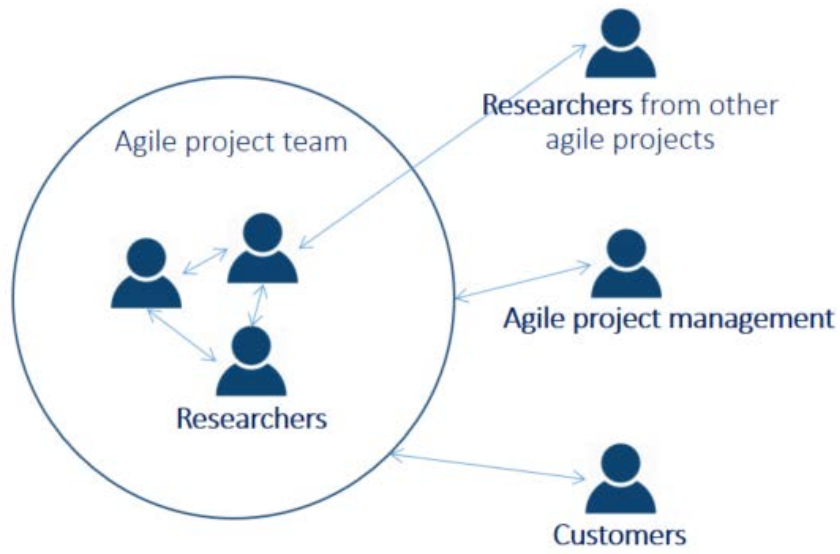 Agile project team
Researchers
Researchers from other
agile projects
Agile project management
Customers